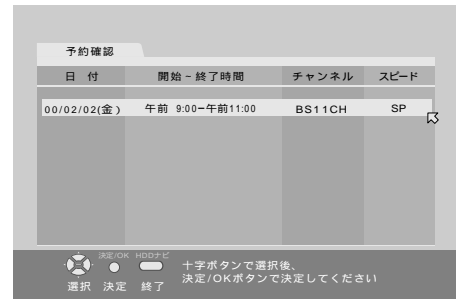 予約確認
日 付 開始－終了時間 チャンネル スピード
00/02/02(金) 午前 9:00ー午前11:00 BS11CH SP
決定/OK HDDナビ
選択 決定 終了
十字ボタンで選択後、
決定/OKボタンで決定してください